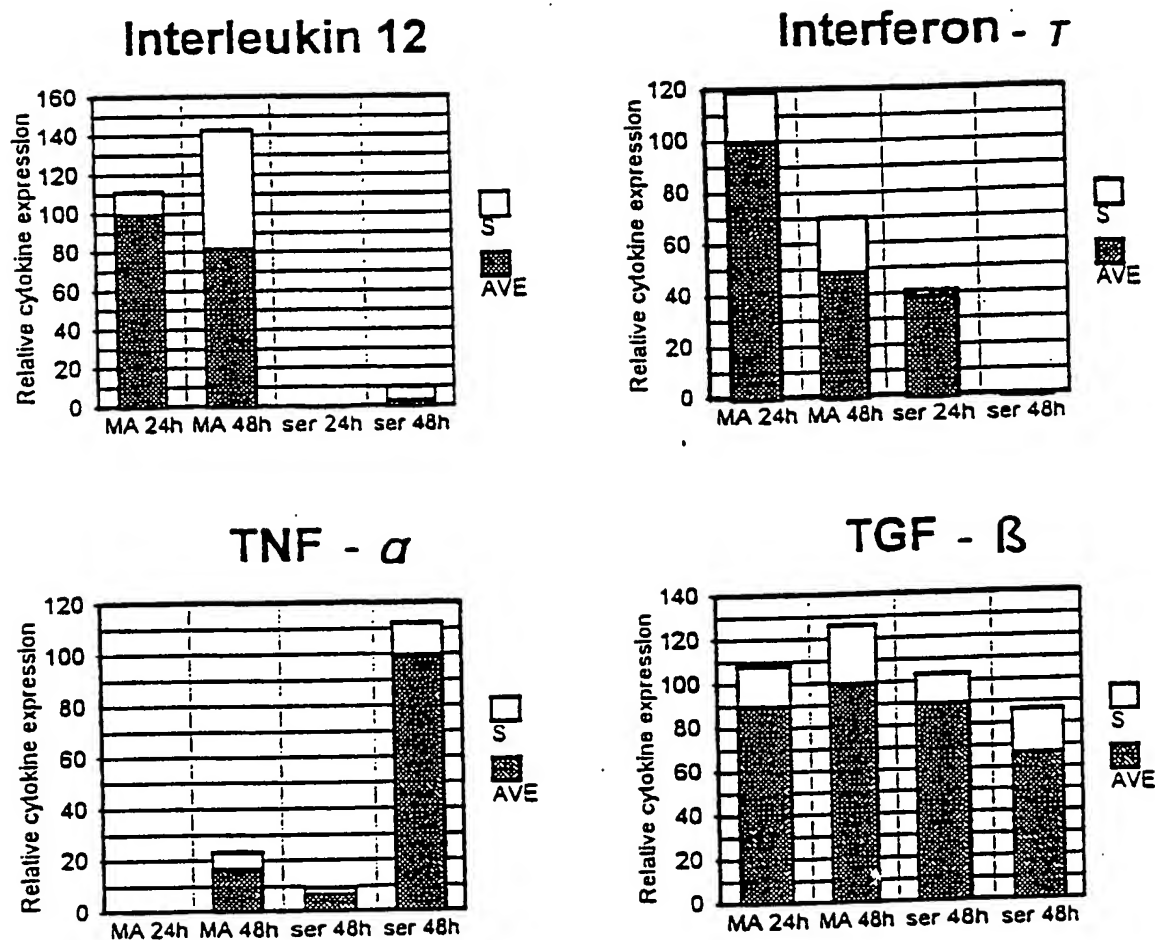 Interleukin 12
Relative cytokine expression
160
140
120
100
80
60
40
20
0
MA 24h MA 48h ser 24h ser 48h
S
AVE
Interferon - τ
Relative cytokine expression
120
100
80
60
40
20
0
MA 24h MA 48h ser 24h ser 48h
S
AVE
TNF - α
Relative cytokine expression
120
100
80
60
40
20
0
MA 24h MA 48h ser 48h ser 48h
S
AVE
TGF - ß
Relative cytokine expression
140
120
100
80
60
40
20
0
MA 24h MA 48h ser 48h ser 48h
S
AVE